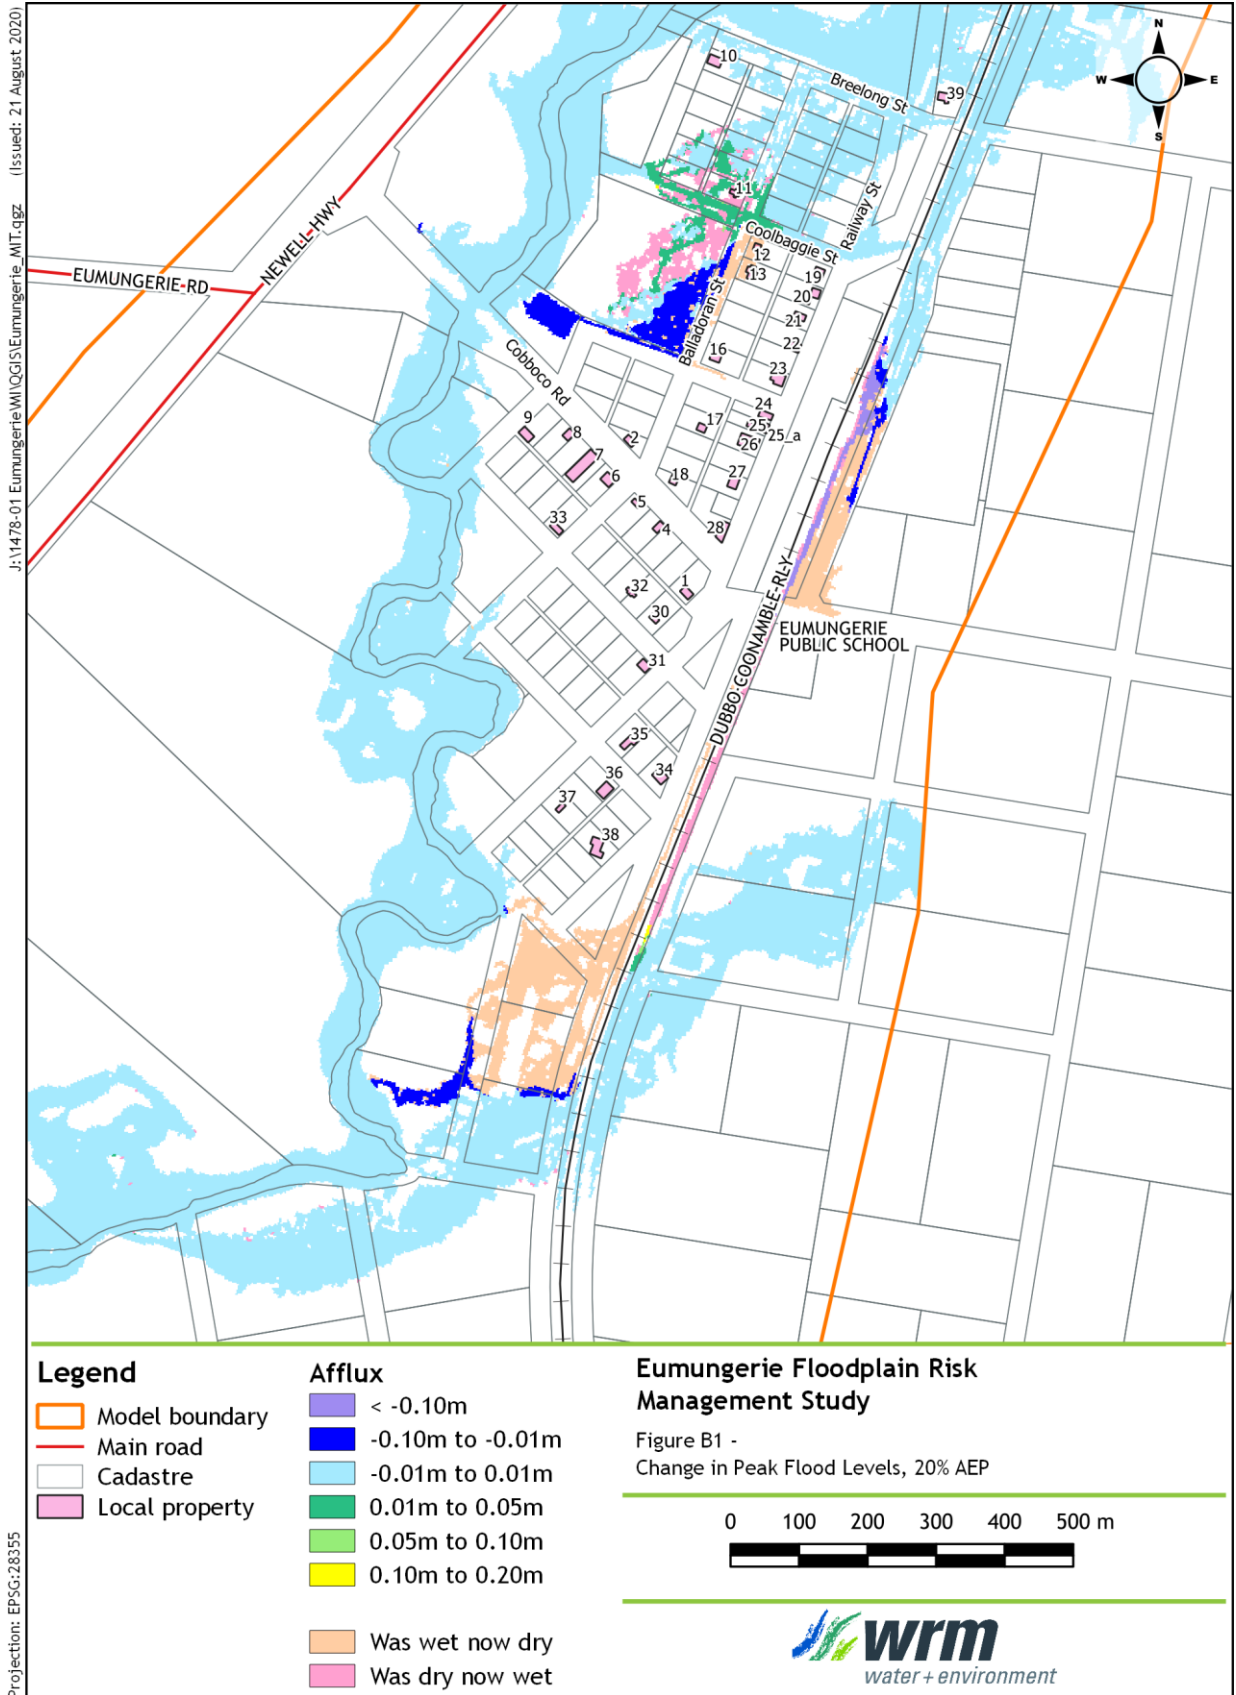 J:\1478-01 Eumungerie\WI\QGIS\Eumungerie_MIT.qgz (Issued: 21 August 2020)
Projection: EPSG:28355
N
W
E
S
10
Breelong St
39
11
Railway St
Coolbaggie St
NEWELL HWY
EUMUNGERIE RD
12
13
19
20
Balladoran St
21
22
16
23
Cobboco Rd
24
9
8
2
17
25
25_a
26
7
6
18
27
5
33
4
28
32
1
30
DUBBO-COONAMBLE-RLY
EUMUNGERIE
PUBLIC SCHOOL
31
35
34
36
37
38
Legend
Model boundary
Main road
Cadastre
Local property
Afflux
< -0.10m
-0.10m to -0.01m
-0.01m to 0.01m
0.01m to 0.05m
0.05m to 0.10m
0.10m to 0.20m
Was wet now dry
Was dry now wet
Eumungerie Floodplain Risk
Management Study
Figure B1 -
Change in Peak Flood Levels, 20% AEP
0 100 200 300 400 500 m
wrm
water + environment